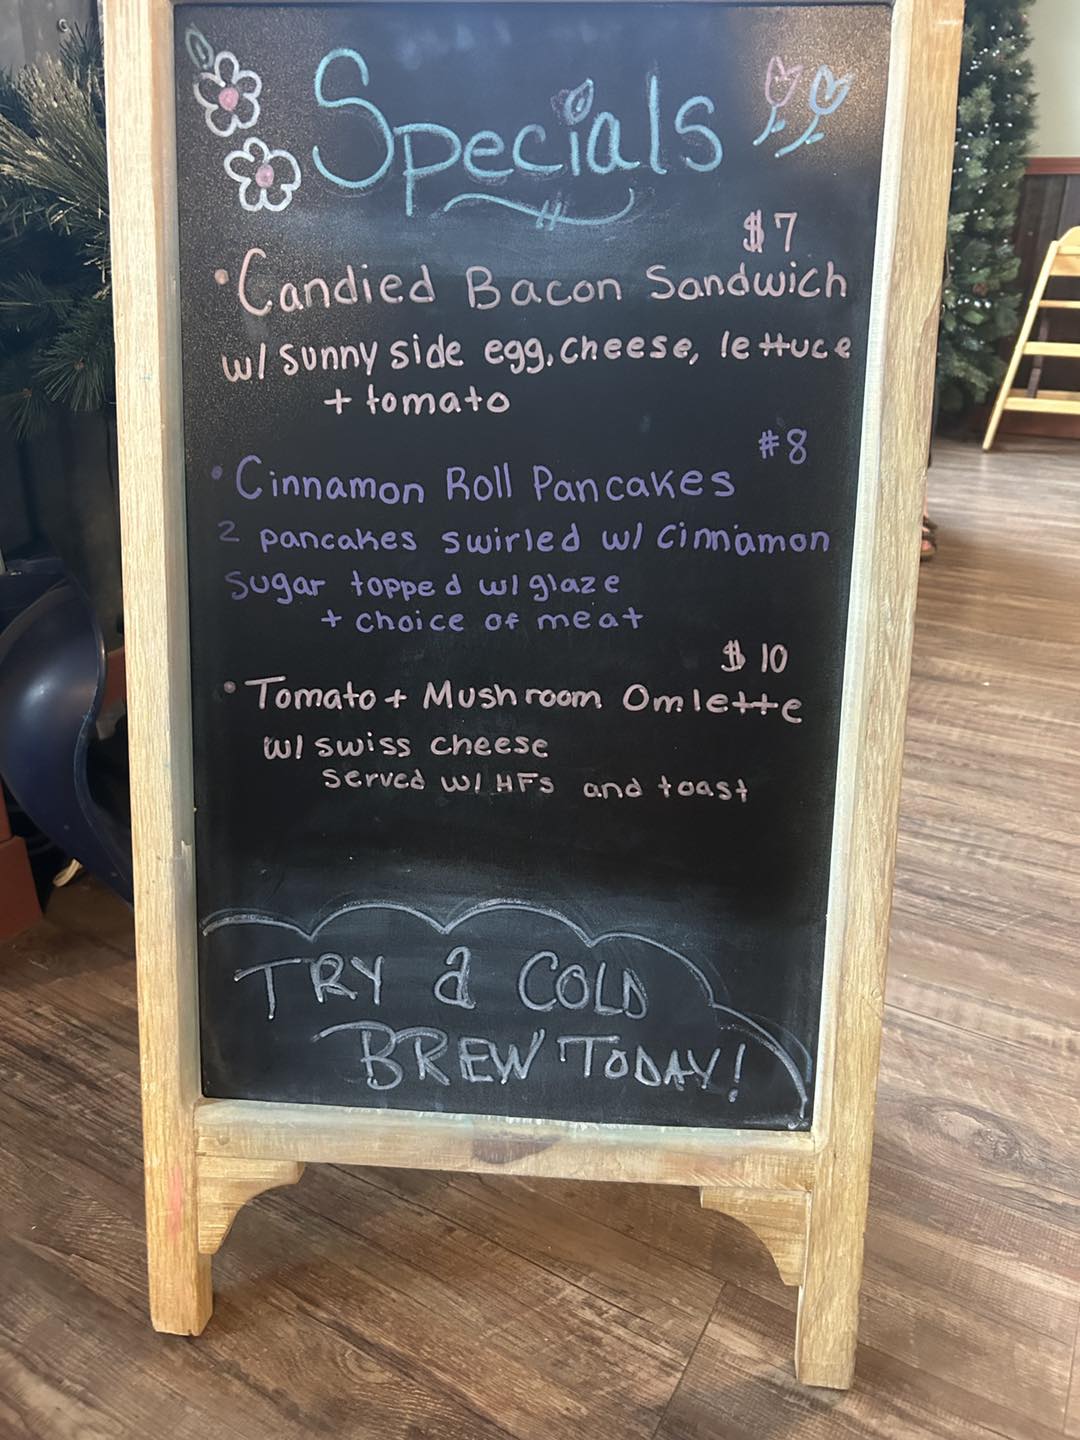 Specials
$7
• Candied Bacon Sandwich
w/ sunny side egg, cheese, lettuce
+ tomato
#8
• Cinnamon Roll Pancakes
2 pancakes swirled w/ cinnamon
sugar topped w/ glaze
+ choice of meat
$10
• Tomato + Mushroom Omlette
w/ swiss cheese
served w/ HFs and toast
TRY a COLD
BREW TODAY!